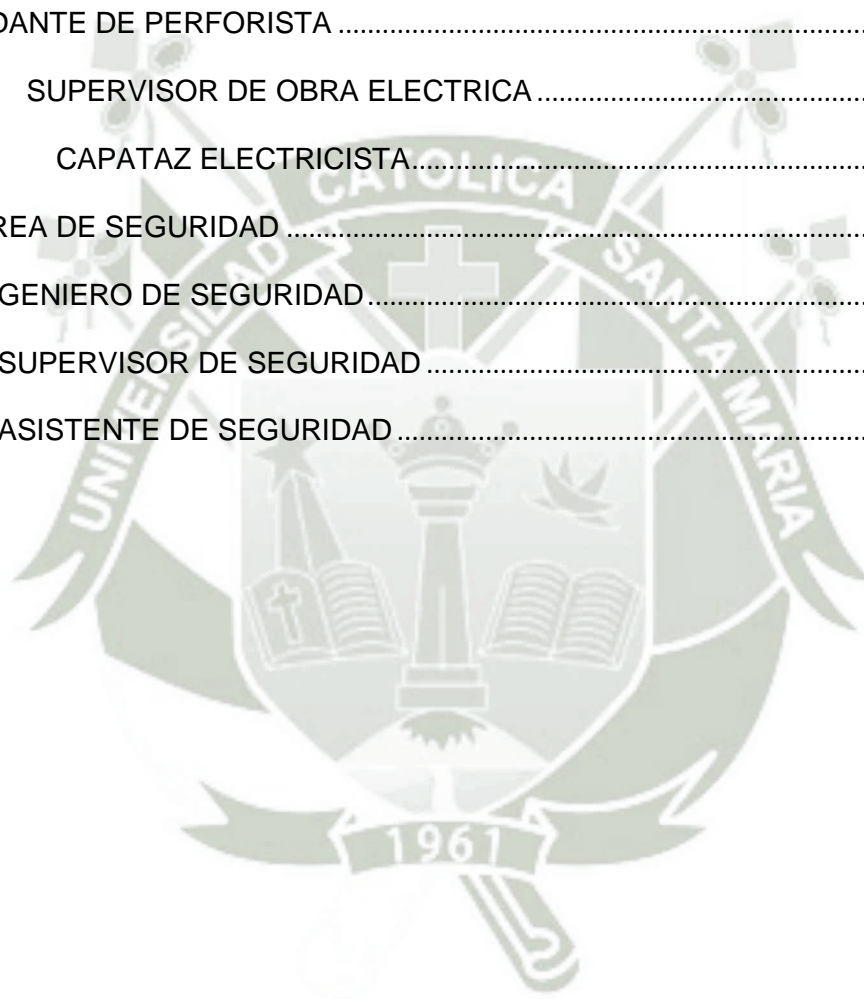 DANTE DE PERFORISTA ...............................................................
SUPERVISOR DE OBRA ELECTRICA .......................................
CAPATAZ ELECTRICISTA.......................................................
REA DE SEGURIDAD ......................................................................
GENIERO DE SEGURIDAD............................................................
SUPERVISOR DE SEGURIDAD .....................................................
ASISTENTE DE SEGURIDAD .........................................................
UNIVERSIDAD CATOLICA SANTA MARIA
1961